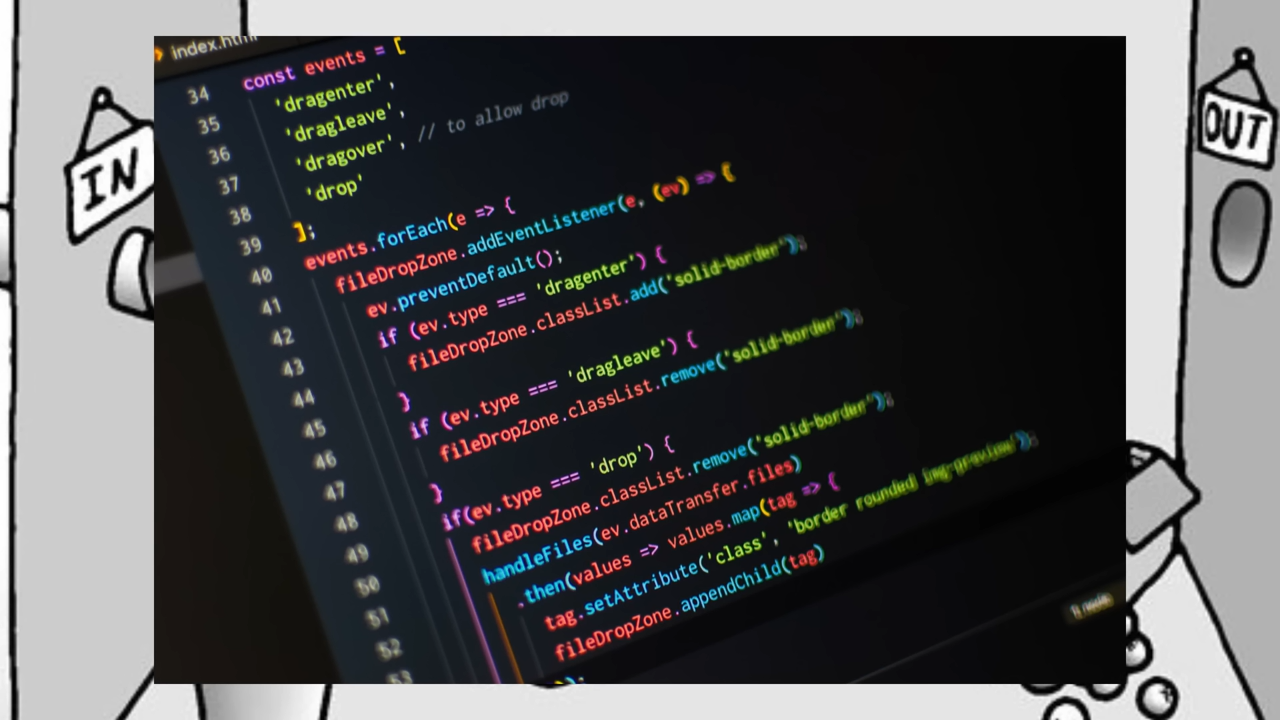 index.html
IN
OUT
34 const events = [
35 'dragenter',
36 'dragleave',
37 'dragover', // to allow drop
38 'drop'
39 ];
40 events.forEach(e => {
41 fileDropZone.addEventListener(e, (ev) => {
42 ev.preventDefault();
43 if (ev.type === 'dragenter') {
44 fileDropZone.classList.add('solid-border');
45 }
46 if (ev.type === 'dragleave') {
47 fileDropZone.classList.remove('solid-border');
48 }
49 if(ev.type === 'drop') {
50 fileDropZone.classList.remove('solid-border');
51 handleFiles(ev.dataTransfer.files)
52 .then(values => values.map(tag => {
53 tag.setAttribute('class', 'border rounded img-preview');
fileDropZone.appendChild(tag)